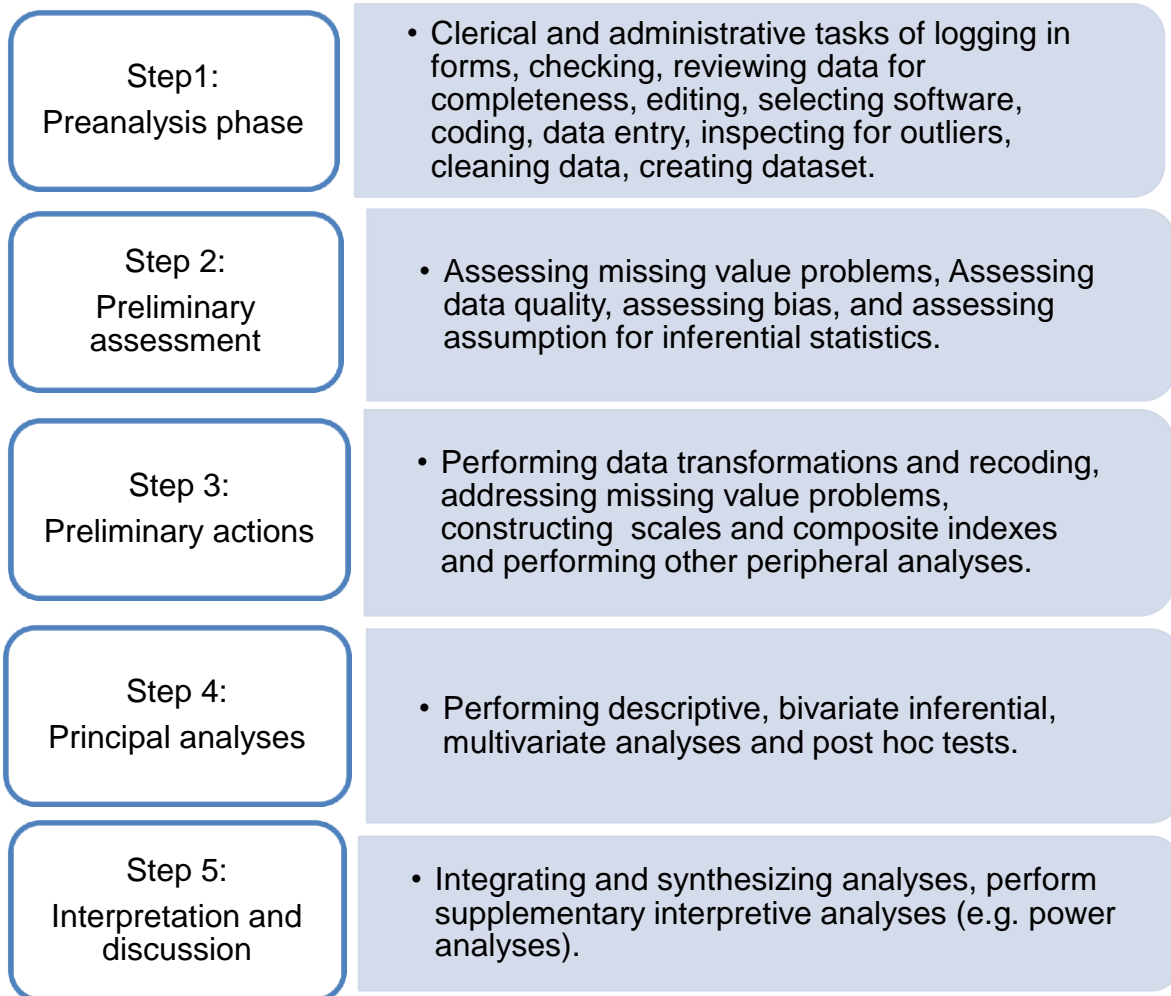 Step1:
Preanalysis phase
• Clerical and administrative tasks of logging in
forms, checking, reviewing data for
completeness, editing, selecting software,
coding, data entry, inspecting for outliers,
cleaning data, creating dataset.
Step 2:
Preliminary
assessment
• Assessing missing value problems, Assessing
data quality, assessing bias, and assessing
assumption for inferential statistics.
Step 3:
Preliminary actions
• Performing data transformations and recoding,
addressing missing value problems,
constructing  scales and composite indexes
and performing other peripheral analyses.
Step 4:
Principal analyses
• Performing descriptive, bivariate inferential,
multivariate analyses and post hoc tests.
Step 5:
Interpretation and
discussion
• Integrating and synthesizing analyses, perform
supplementary interpretive analyses (e.g. power
analyses).